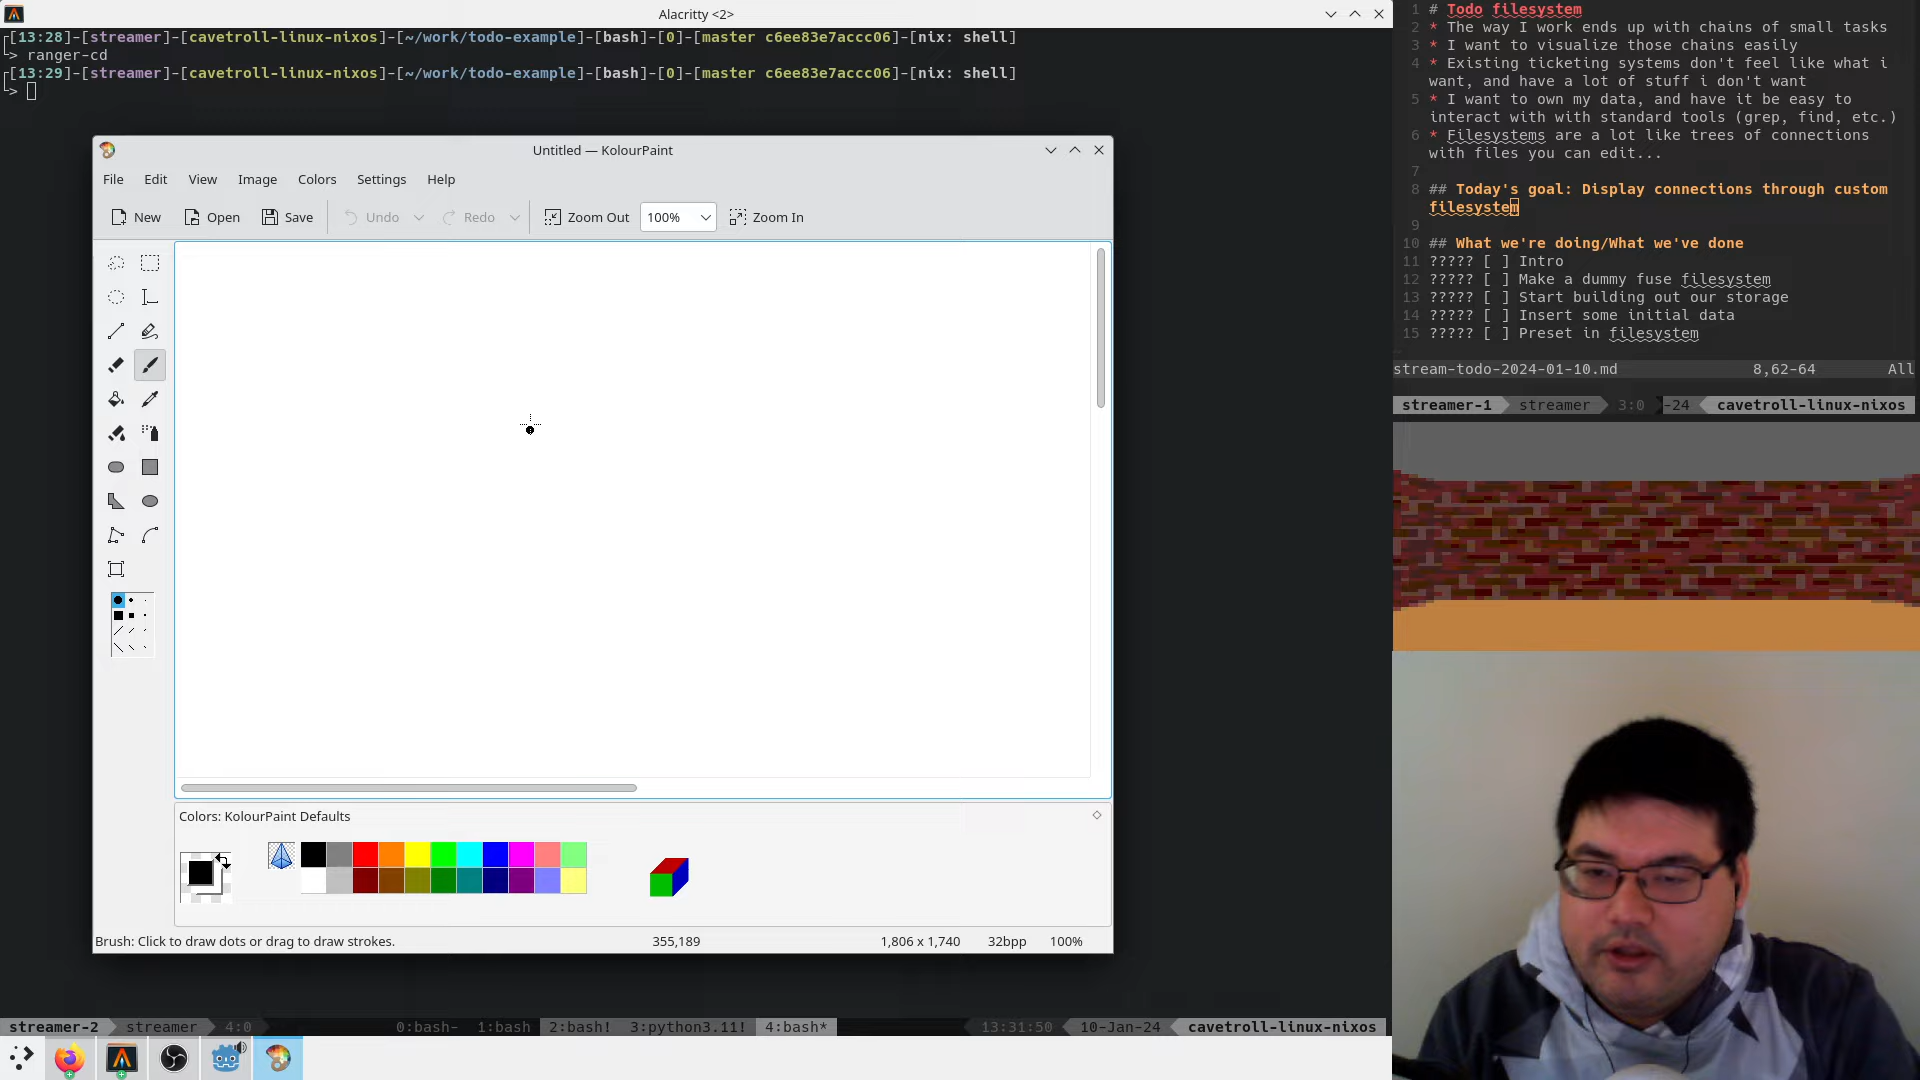 Alacritty <2>
┌[13:28]-[streamer]-[cavetroll-linux-nixos]-[~/work/todo-example]-[bash]-[0]-[master c6ee83e7accc06]-[nix: shell]
└> ranger-cd
┌[13:29]-[streamer]-[cavetroll-linux-nixos]-[~/work/todo-example]-[bash]-[0]-[master c6ee83e7accc06]-[nix: shell]
└>
Untitled — KolourPaint
File Edit View Image Colors Settings Help
New Open Save Undo Redo Zoom Out 100% Zoom In
Colors: KolourPaint Defaults
Brush: Click to draw dots or drag to draw strokes. 355,189 1,806 x 1,740 32bpp 100%
streamer-2 streamer 4:0 0:bash- 1:bash 2:bash! 3:python3.11! 4:bash* 13:31:50 10-Jan-24 cavetroll-linux-nixos
1 # Todo filesystem
2 * The way I work ends up with chains of small tasks
3 * I want to visualize those chains easily
4 * Existing ticketing systems don't feel like what i
want, and have a lot of stuff i don't want
5 * I want to own my data, and have it be easy to
interact with with standard tools (grep, find, etc.)
6 * Filesystems are a lot like trees of connections
with files you can edit...
7
8 ## Today's goal: Display connections through custom
filesystem
9
10 ## What we're doing/What we've done
11 ????? [ ] Intro
12 ????? [ ] Make a dummy fuse filesystem
13 ????? [ ] Start building out our storage
14 ????? [ ] Insert some initial data
15 ????? [ ] Preset in filesystem
stream-todo-2024-01-10.md 8,62-64 All
streamer-1 streamer 3:0 -24 cavetroll-linux-nixos